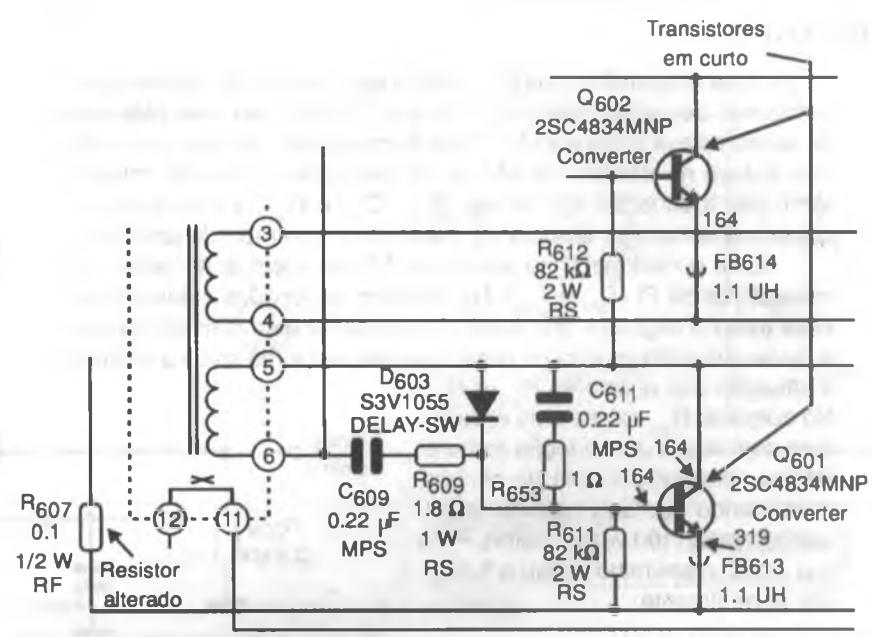 Transistores
em curto
Q602
2SC4834MNP
Converter
164
3
R612
82 kΩ
2 W
RS
FB614
1.1 UH
4
5
D603
S3V1055
DELAY-SW
C611
0.22 µF
MPS
6
164
Q601
2SC4834MNP
Converter
R609
1.8 Ω
1 W
RS
R653
1 Ω
164
C609
0.22 µF
MPS
R607
0.1
1/2 W
RF
12
11
Resistor
alterado
R611
82 kΩ
2 W
RS
319
FB613
1.1 UH